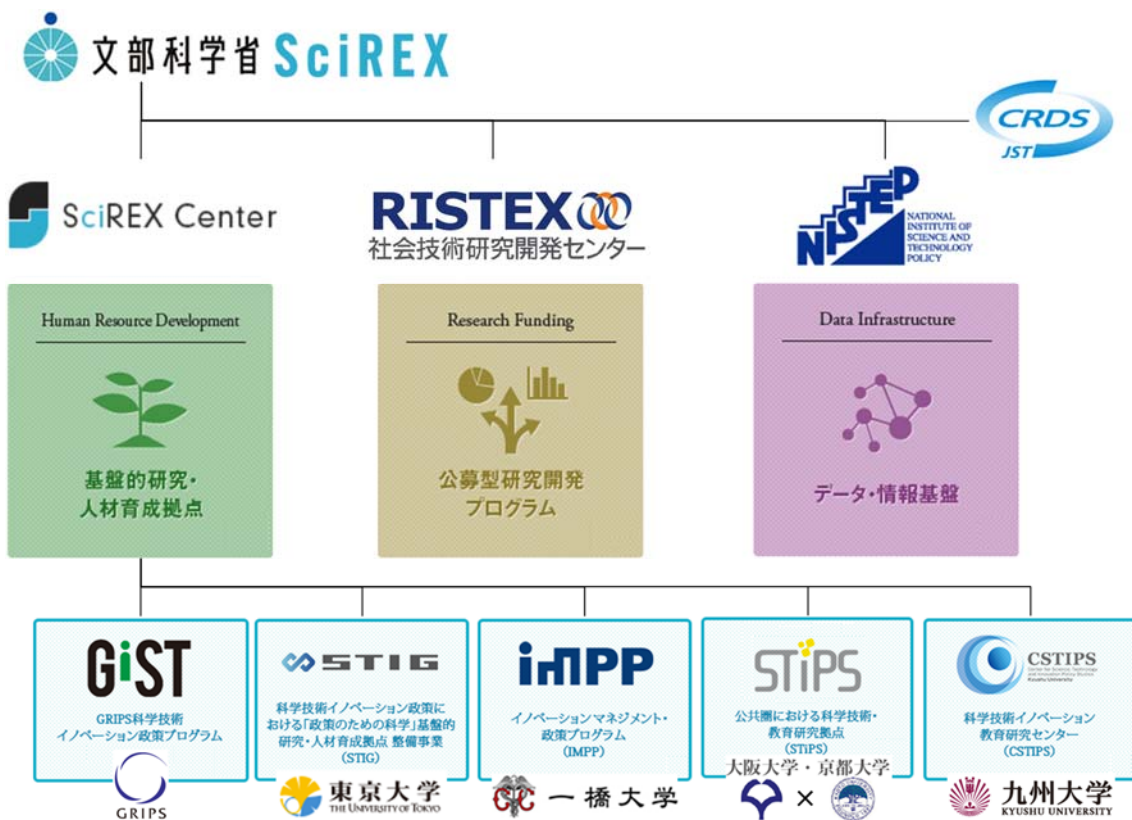 文部科学省 SciREX
CRDS
JST
SciREX Center
RISTEX
社会技術研究開発センター
NISTEP
NATIONAL
INSTITUTE OF
SCIENCE AND
TECHNOLOGY
POLICY
Human Resource Development
基盤的研究・
人材育成拠点
Research Funding
公募型研究開発
プログラム
Data Infrastructure
データ・情報基盤
GiST
GRIPS科学技術
イノベーション政策プログラム
GRIPS
STIG
科学技術イノベーション政策に
おける「政策のための科学」基盤的
研究・人材育成拠点 整備事業
(STIG)
東京大学
THE UNIVERSITY OF TOKYO
imPP
イノベーションマネジメント・
政策プログラム
(IMPP)
一橋大学
STiPS
公共圏における科学技術・
教育研究拠点
(STiPS)
大阪大学・京都大学
×
CSTIPS
Center for Science, Technology
and Innovation Policy Studies
Kyushu University
科学技術イノベーション
教育研究センター
(CSTIPS)
九州大学
KYUSHU UNIVERSITY